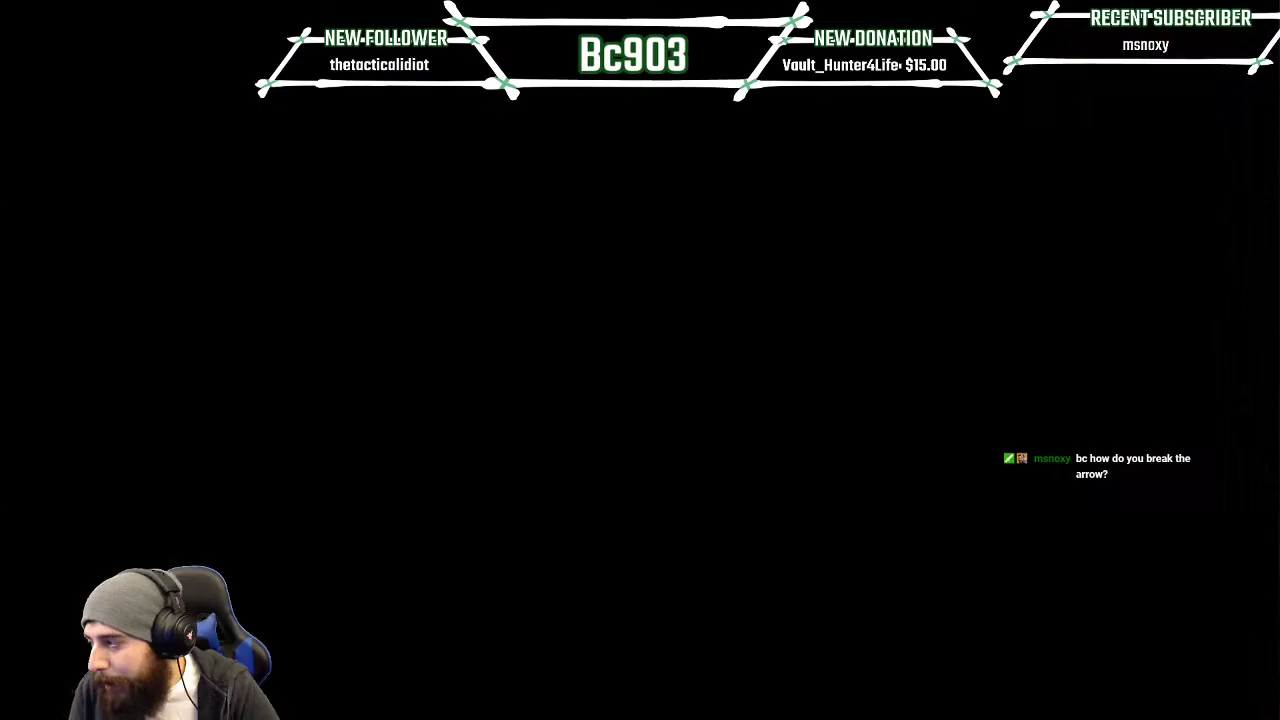 NEW FOLLOWER
thetacticalidiot
Bc903
NEW DONATION
Vault_Hunter4Life: $15.00
RECENT SUBSCRIBER
msnoxy
msnoxy bc how do you break the
arrow?